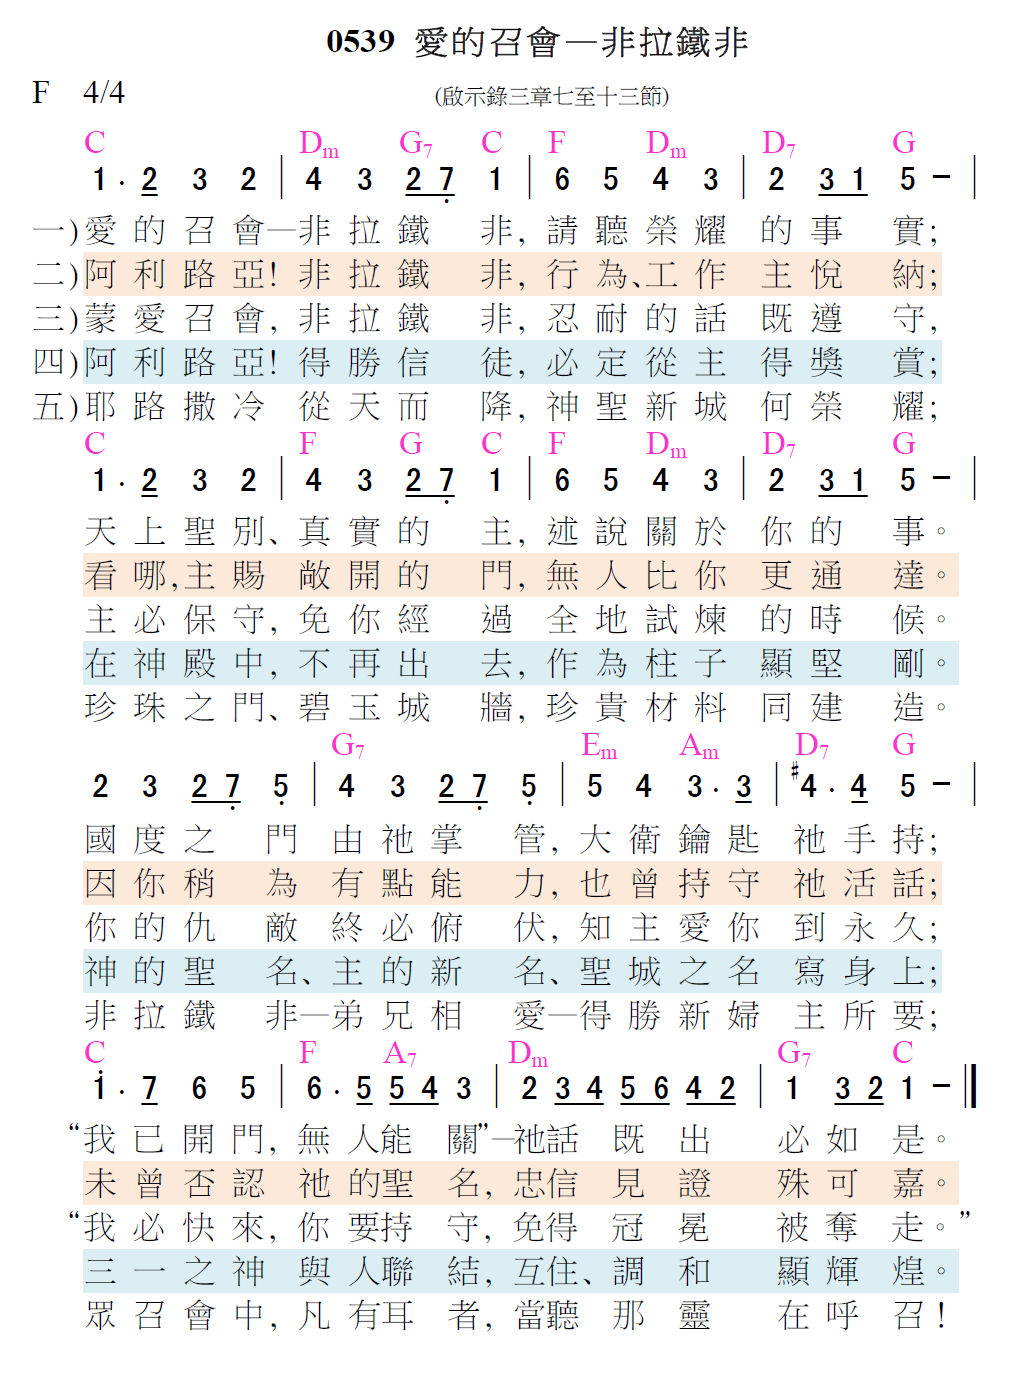 0539 愛的召會—非拉鐵非
F 4/4 (啟示錄三章七至十三節)
C Dm G7 C F Dm D7 G
1 . 2 3 2 | 4 3 2 7̣ 1 | 6 5 4 3 | 2 3 1 5 – |
一)愛的召會—非拉鐵非,請聽榮耀的事實;
二)阿利路亞!非拉鐵非,行為、工作主悅納;
三)蒙愛召會,非拉鐵非,忍耐的話既遵守,
四)阿利路亞!得勝信徒,必定從主得獎賞;
五)耶路撒冷從天而降,神聖新城何榮耀;
C F G C F Dm D7 G
1 . 2 3 2 | 4 3 2 7̣ 1 | 6 5 4 3 | 2 3 1 5 – |
天上聖別、真實的主,述說關於你的事。
看哪,主賜敞開的門,無人比你更通達。
主必保守,免你經過全地試煉的時候。
在神殿中,不再出去,作為柱子顯堅剛。
珍珠之門、碧玉城牆,珍貴材料同建造。
G7 Em Am D7 G
2 3 2 7̣ 5̣ | 4 3 2 7̣ 5̣ | 5 4 3 . 3 | ♯4 . 4 5 – |
國度之門由祂掌管,大衛鑰匙祂手持;
因你稍為有點能力,也曾持守祂活話;
你的仇敵終必俯伏,知主愛你到永久;
神的聖名、主的新名、聖城之名寫身上;
非拉鐵非—弟兄相愛—得勝新婦主所要;
C F A7 Dm G7 C
1̇ . 7 6 5 | 6 . 5 5 4 3 | 2 3 4 5 6 4 2 | 1 3 2 1 – ‖
“我已開門,無人能關”—祂話既出必如是。
未曾否認祂的聖名,忠信見證殊可嘉。
“我必快來,你要持守,免得冠冕被奪走。”
三一之神與人聯結,互住、調和顯輝煌。
眾召會中,凡有耳者,當聽那靈在呼召!